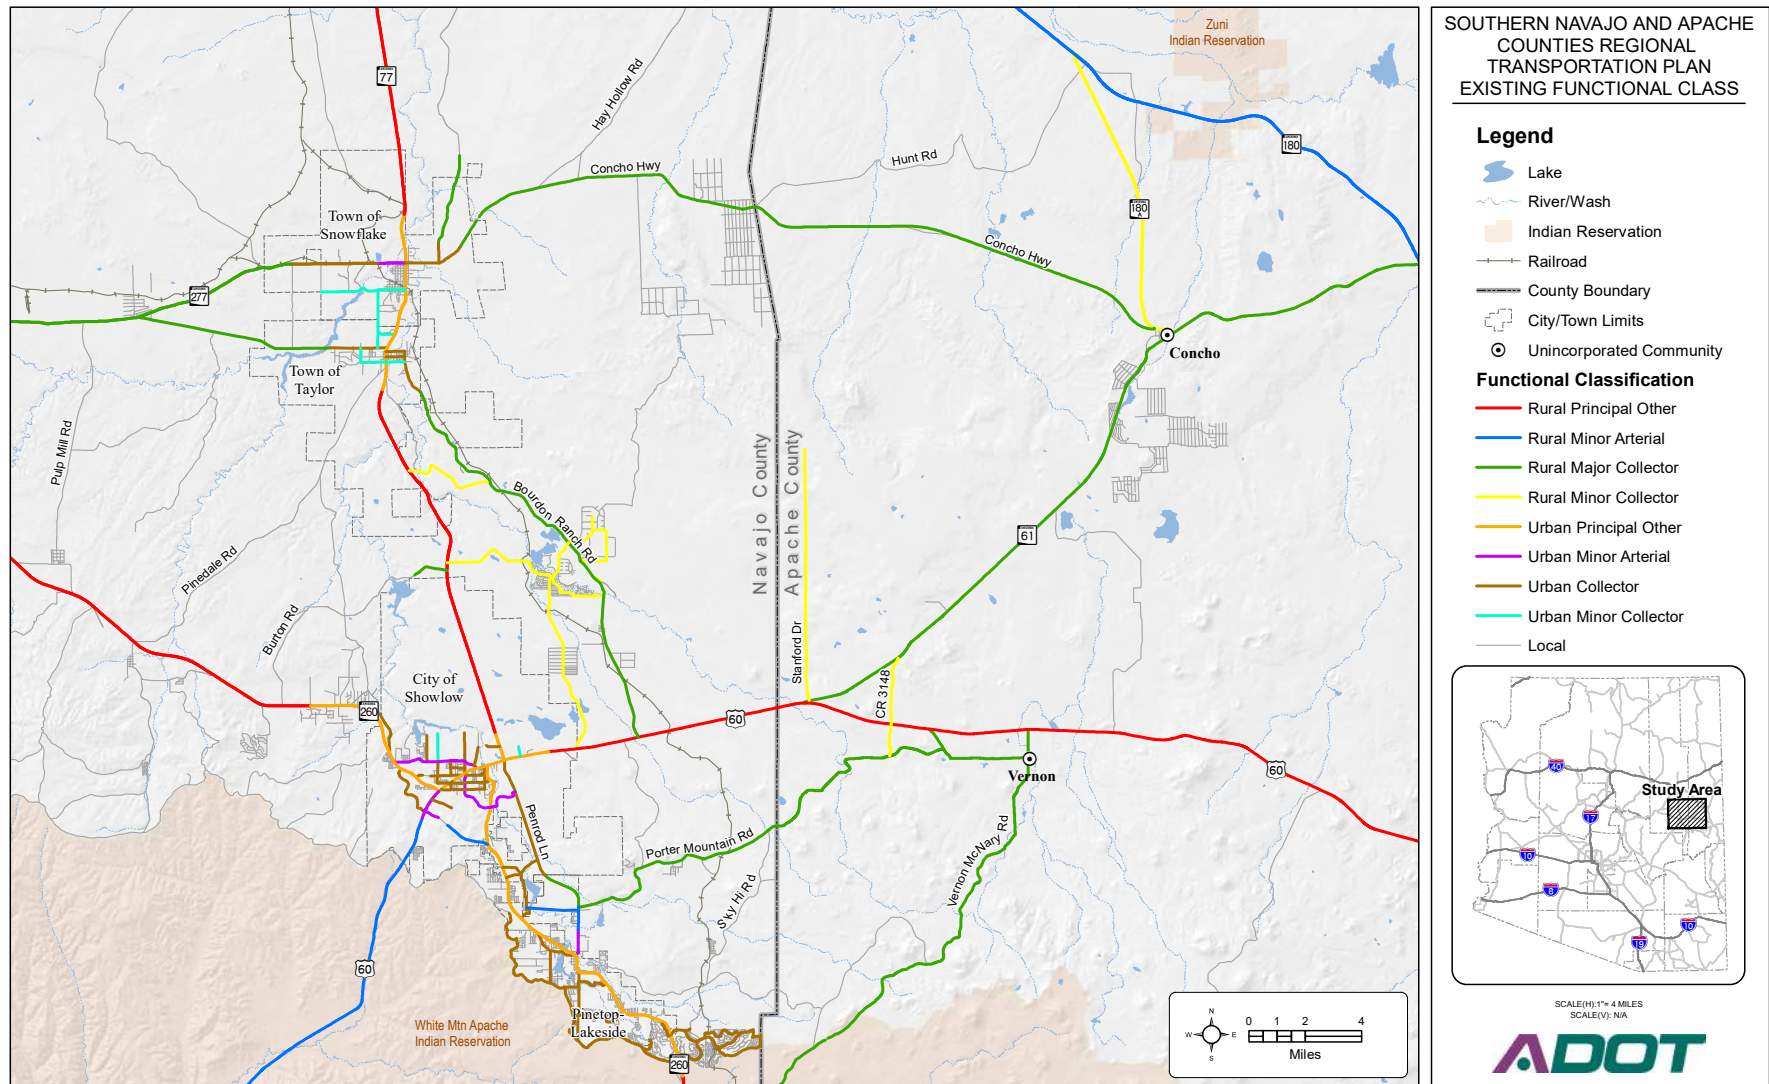 SOUTHERN NAVAJO AND APACHE
COUNTIES REGIONAL
TRANSPORTATION PLAN
EXISTING FUNCTIONAL CLASS
Legend
Lake
River/Wash
Indian Reservation
Railroad
County Boundary
City/Town Limits
Unincorporated Community
Functional Classification
Rural Principal Other
Rural Minor Arterial
Rural Major Collector
Rural Minor Collector
Urban Principal Other
Urban Minor Arterial
Urban Collector
Urban Minor Collector
Local
Study Area
40
17
10
8
10
19
SCALE(H):1"= 4 MILES
SCALE(V): N/A
ADOT
Zuni
Indian Reservation
77
Hay Hollow Rd
180
Hunt Rd
Concho Hwy
180
A
Town of
Snowflake
Concho Hwy
277
Concho
Town of
Taylor
Pulp Mill Rd
Navajo County
Apache County
Bourdon Ranch Rd
61
Pinedale Rd
Burton Rd
Stanford Dr
City of
Showlow
CR 3148
260
60
Vernon
60
Penrod Ln
Porter Mountain Rd
Vernon McNary Rd
Sky Hi Rd
60
White Mtn Apache
Indian Reservation
Pinetop-
Lakeside
260
N
W
E
S
0 1 2 4
Miles